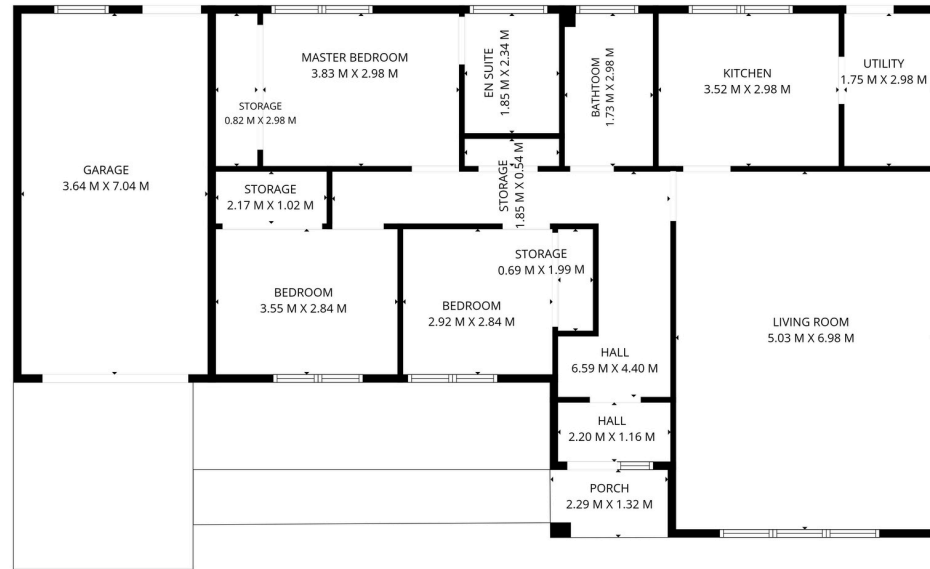 MASTER BEDROOM
3.83 M X 2.98 M
EN SUITE
1.85 M X 2.34 M
BATHTOOM
1.73 M X 2.98 M
KITCHEN
3.52 M X 2.98 M
UTILITY
1.75 M X 2.98 M
STORAGE
0.82 M X 2.98 M
GARAGE
3.64 M X 7.04 M
STORAGE
2.17 M X 1.02 M
STORAGE
1.85 M X 0.54 M
STORAGE
0.69 M X 1.99 M
BEDROOM
3.55 M X 2.84 M
BEDROOM
2.92 M X 2.84 M
LIVING ROOM
5.03 M X 6.98 M
HALL
6.59 M X 4.40 M
HALL
2.20 M X 1.16 M
PORCH
2.29 M X 1.32 M